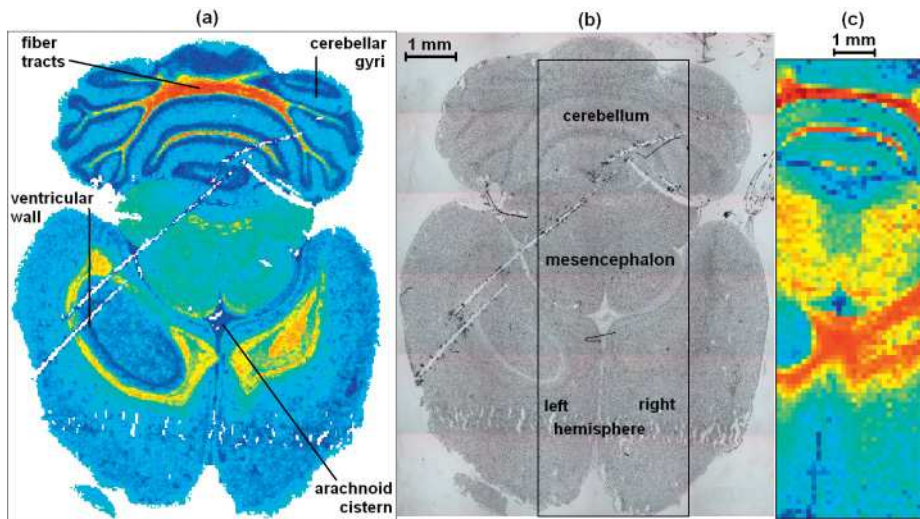 (a)
fiber
tracts
cerebellar
gyri
ventricular
wall
arachnoid
cistern
(b)
1 mm
cerebellum
mesencephalon
left
right
hemisphere
(c)
1 mm